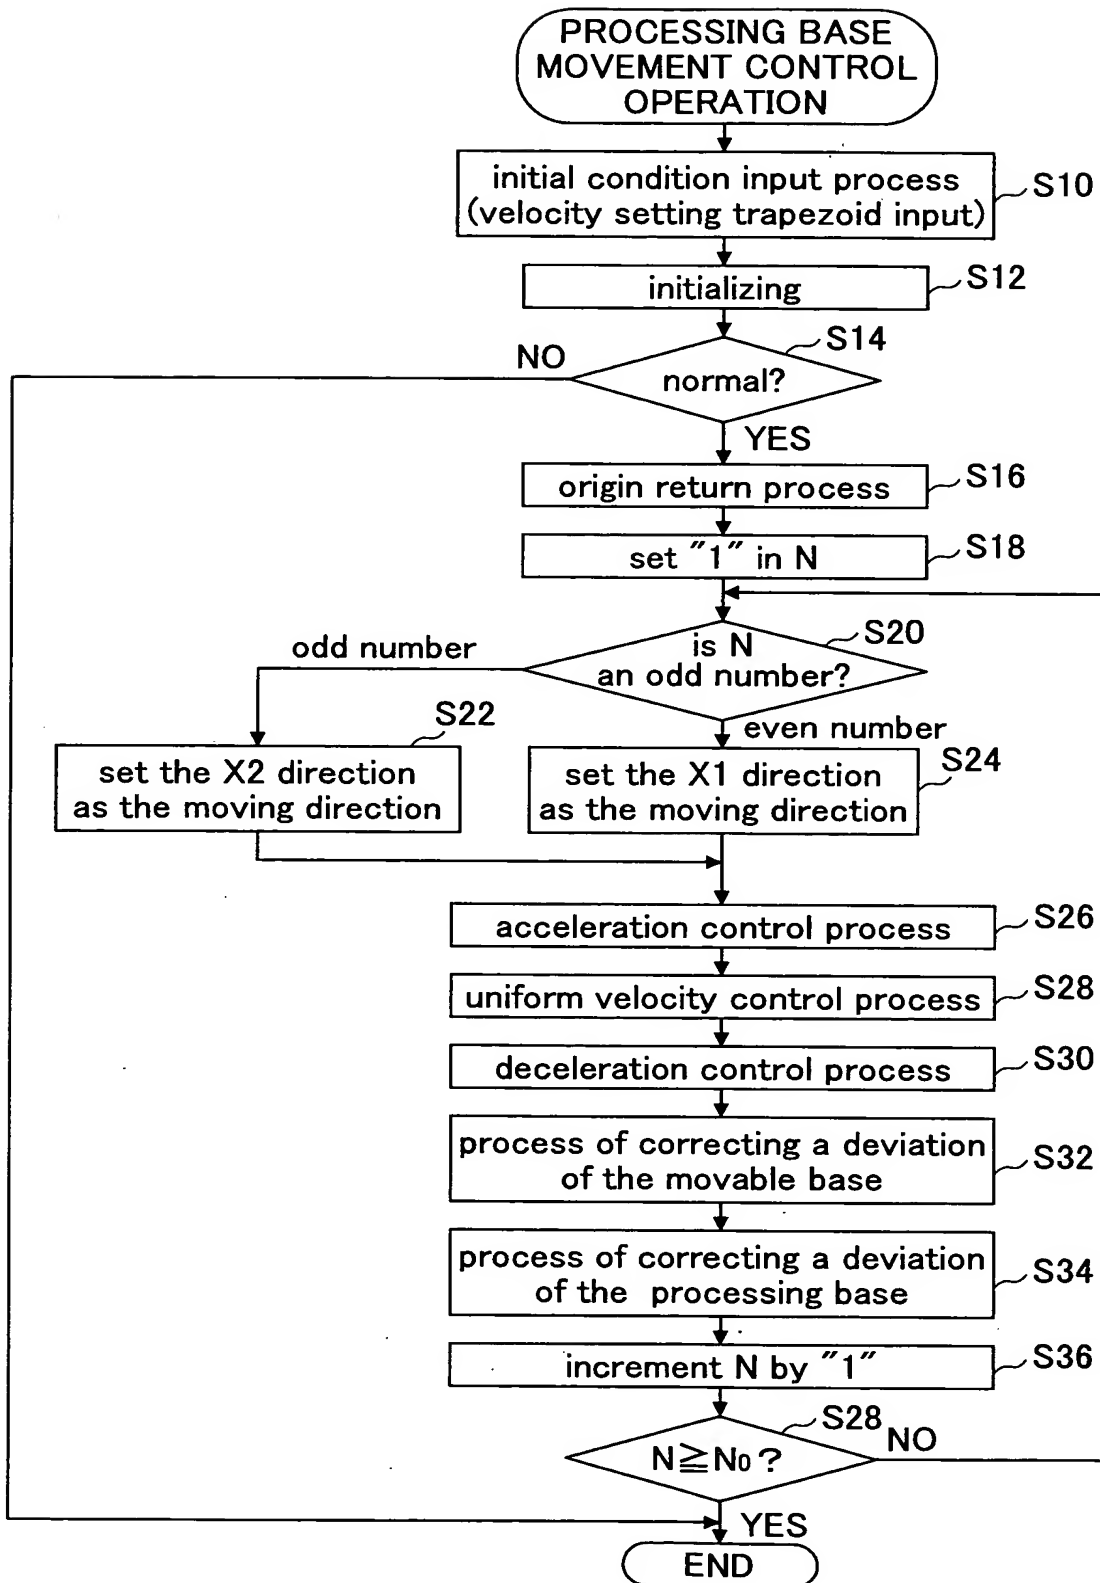 PROCESSING BASE
MOVEMENT CONTROL
OPERATION
initial condition input process
(velocity setting trapezoid input)
S10
initializing
S12
S14
NO
normal?
YES
origin return process
S16
set "1" in N
S18
S20
odd number
is N
an odd number?
S22
even number
S24
set the X2 direction
as the moving direction
set the X1 direction
as the moving direction
acceleration control process
S26
uniform velocity control process
S28
deceleration control process
S30
process of correcting a deviation
of the movable base
S32
process of correcting a deviation
of the processing base
S34
increment N by "1"
S36
S28
N≧N₀?
NO
YES
END